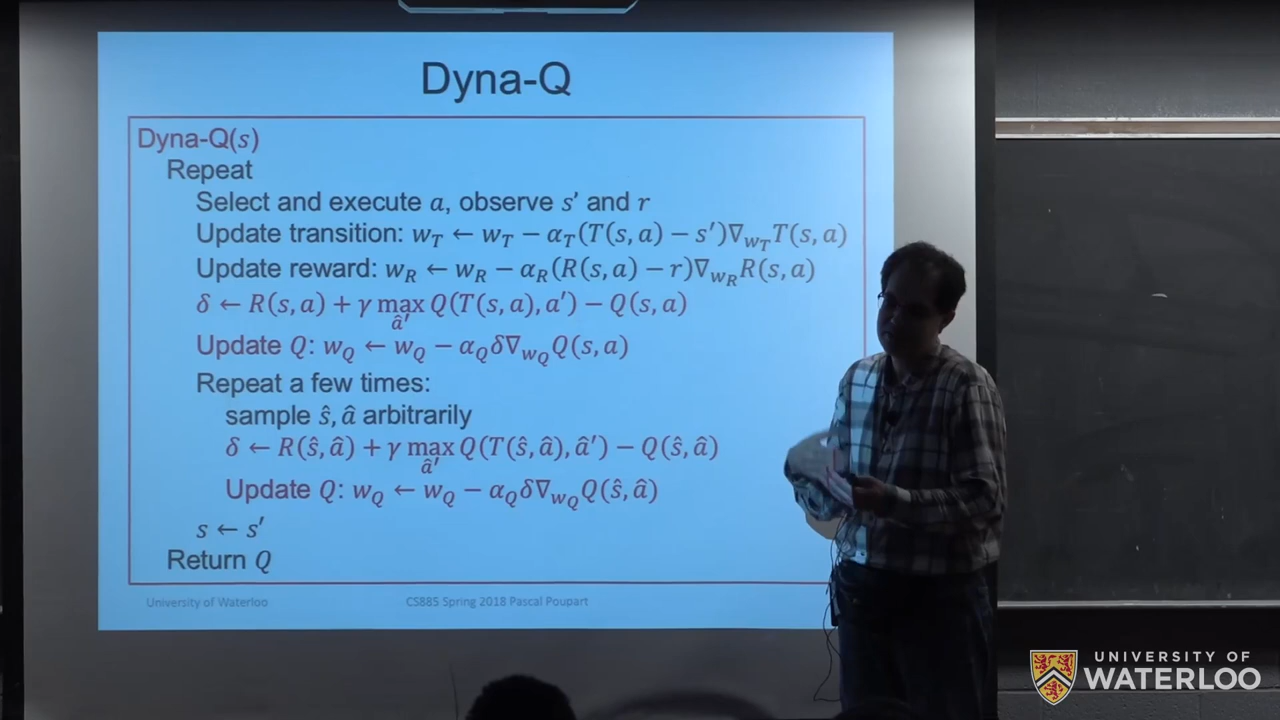 Dyna-Q
Dyna-Q(s)
Repeat
Select and execute a, observe s′ and r
Update transition: w_T ← w_T − α_T(T(s, a) − s′)∇_{w_T}T(s, a)
Update reward: w_R ← w_R − α_R(R(s, a) − r)∇_{w_R}R(s, a)
δ ← R(s, a) + γ max_{â′} Q(T(s, a), a′) − Q(s, a)
Update Q: w_Q ← w_Q − α_Qδ∇_{w_Q}Q(s, a)
Repeat a few times:
sample ŝ, â arbitrarily
δ ← R(ŝ, â) + γ max_{â′} Q(T(ŝ, â), â′) − Q(ŝ, â)
Update Q: w_Q ← w_Q − α_Qδ∇_{w_Q}Q(ŝ, â)
s ← s′
Return Q
University of Waterloo CS885 Spring 2018 Pascal Poupart
UNIVERSITY OF
WATERLOO